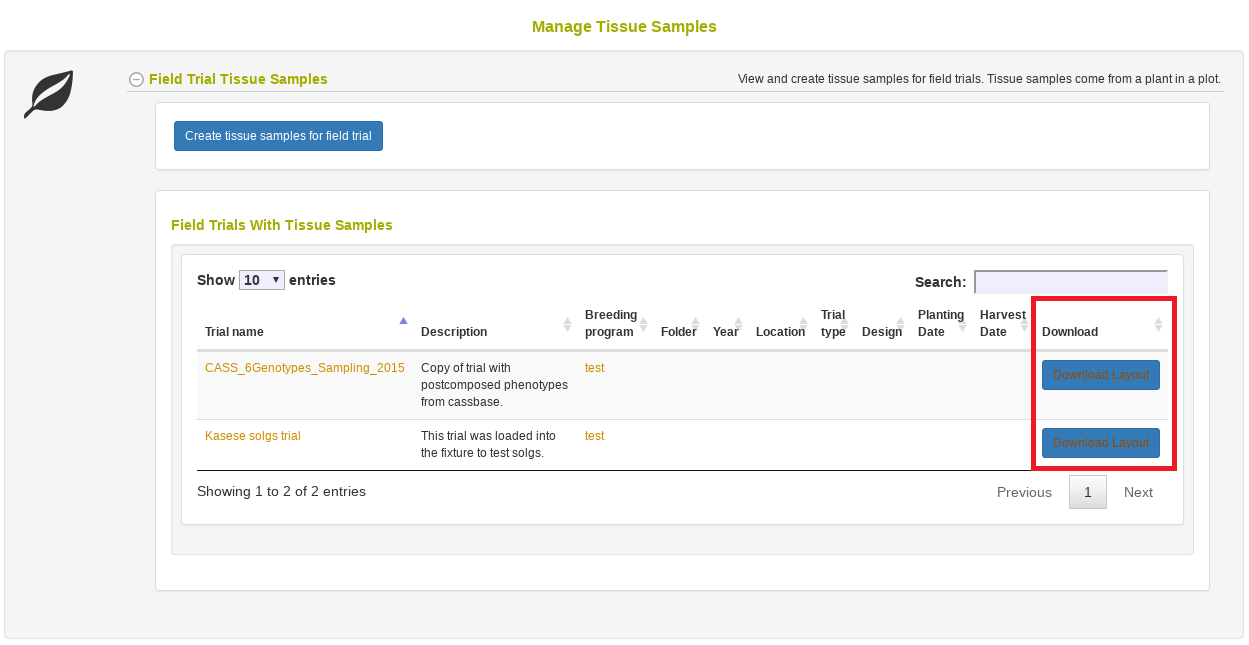 Manage Tissue Samples
Field Trial Tissue Samples
View and create tissue samples for field trials. Tissue samples come from a plant in a plot.
Create tissue samples for field trial
Field Trials With Tissue Samples
Show 10 entries
Search:
Trial name
Description
Breeding
program
Folder
Year
Location
Trial
type
Design
Planting
Date
Harvest
Date
Download
CASS_6Genotypes_Sampling_2015
Copy of trial with
postcomposed phenotypes
from cassbase.
test
Download Layout
Kasese solgs trial
This trial was loaded into
the fixture to test solgs.
test
Download Layout
Showing 1 to 2 of 2 entries
Previous 1 Next